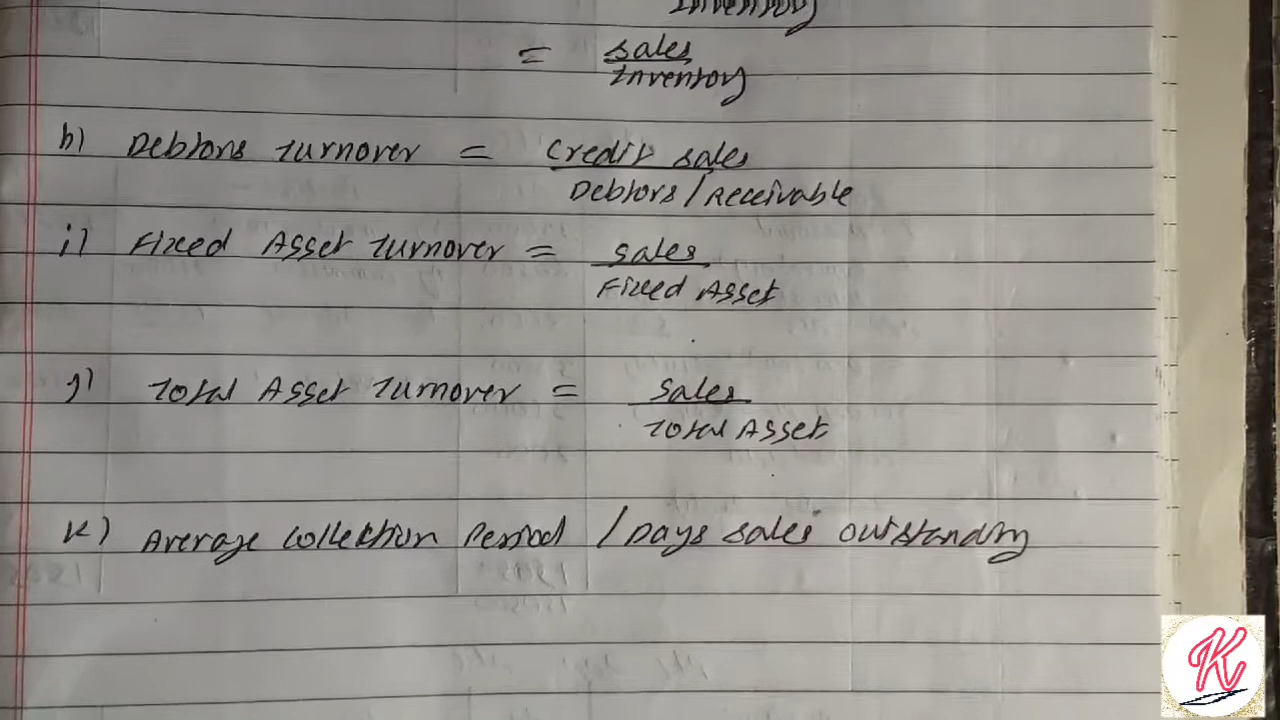 Inventory
= Sales
Inventory
h) Debtors turnover = Credit sales
Debtors/Receivable
i) Fixed Asset turnover = Sales
Fixed Asset
j) Total Asset turnover = Sales
Total Asset
K) Average collection period / Days sales outstanding
K